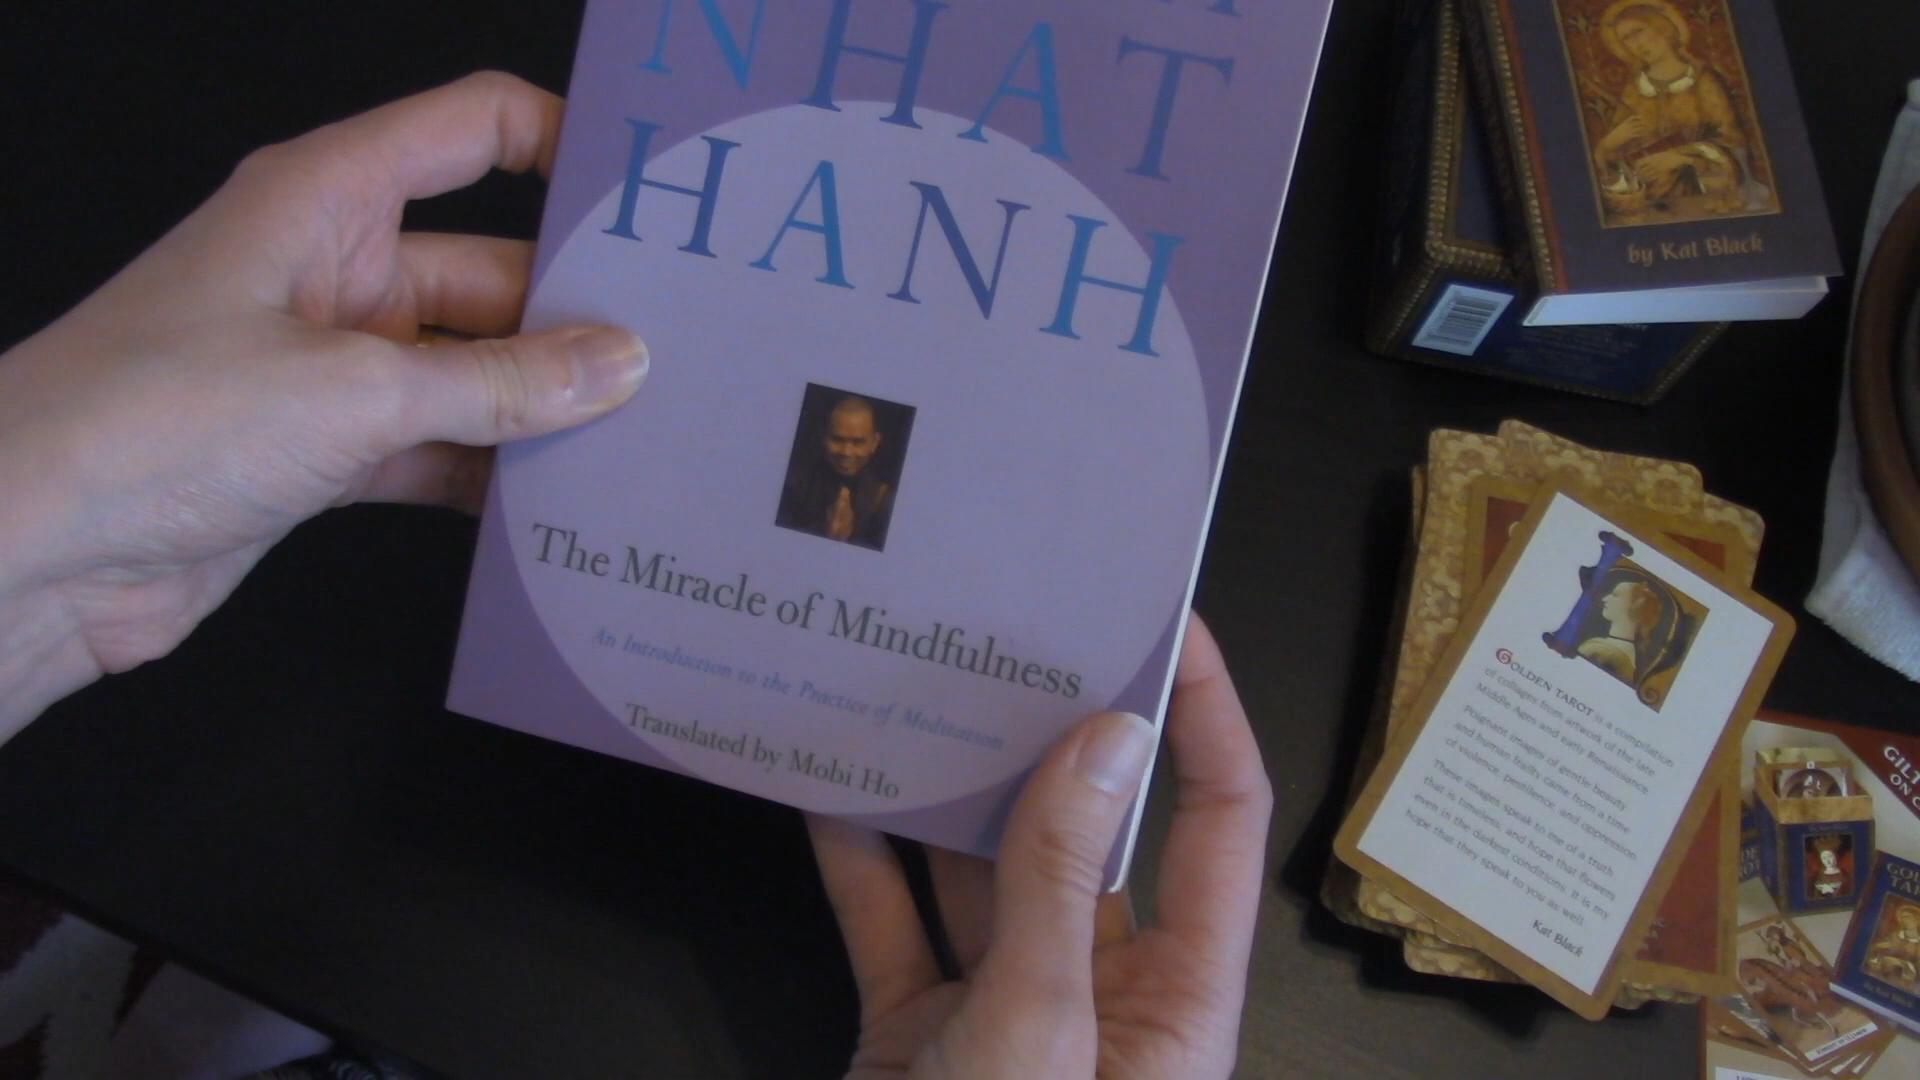 NHAT
HANH
The Miracle of Mindfulness
An Introduction to the Practice of Meditation
Translated by Mobi Ho
by Kat Black
GOLDEN TAROT is a compilation
of collages from artwork of the late
Middle Ages and early Renaissance.
Poignant images of gentle beauty
and human frailty came from a time
of violence, pestilence, and oppression
These images speak to me of a truth
that is timeless, and hope that flowers
even in the darkest conditions. It is my
hope that they speak to you as well.
Kat Black
GILT
ON